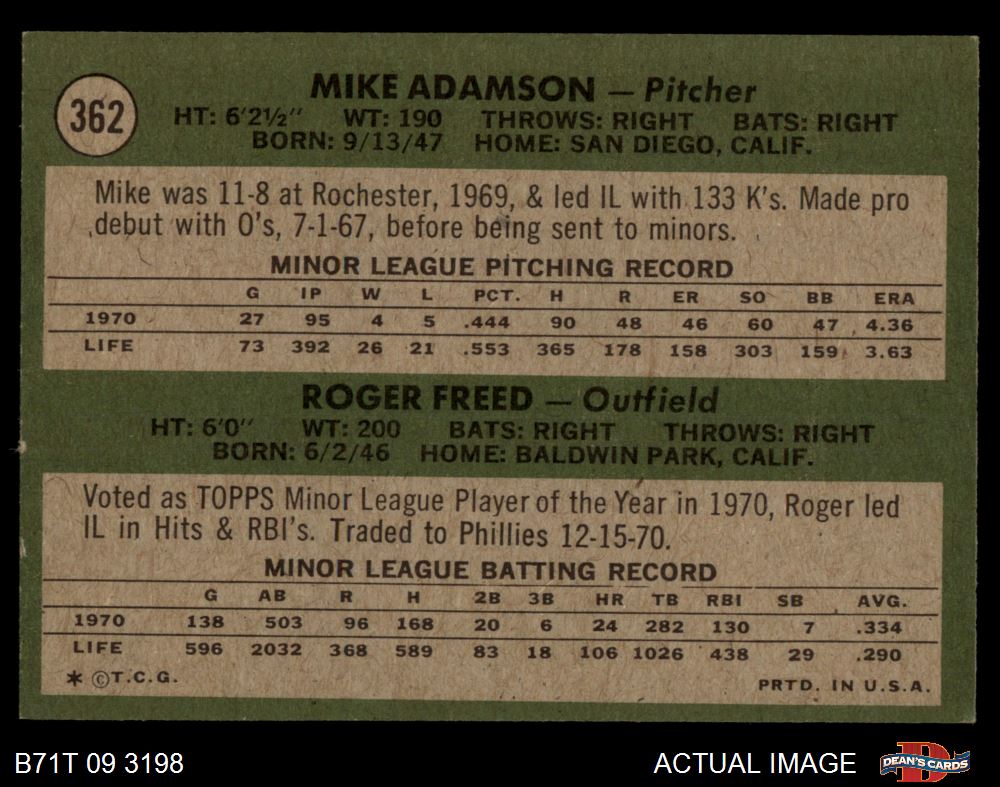 362
MIKE ADAMSON — Pitcher
HT: 6'2½" WT: 190 THROWS: RIGHT BATS: RIGHT
BORN: 9/13/47 HOME: SAN DIEGO, CALIF.
Mike was 11-8 at Rochester, 1969, & led IL with 133 K's. Made pro
debut with O's, 7-1-67, before being sent to minors.
MINOR LEAGUE PITCHING RECORD
G IP W L PCT. H R ER SO BB ERA
1970 27 95 4 5 .444 90 48 46 60 47 4.36
LIFE 73 392 26 21 .553 365 178 158 303 159 3.63
ROGER FREED — Outfield
HT: 6'0" WT: 200 BATS: RIGHT THROWS: RIGHT
BORN: 6/2/46 HOME: BALDWIN PARK, CALIF.
Voted as TOPPS Minor League Player of the Year in 1970, Roger led
IL in Hits & RBI's. Traded to Phillies 12-15-70.
MINOR LEAGUE BATTING RECORD
G AB R H 2B 3B HR TB RBI SB AVG.
1970 138 503 96 168 20 6 24 282 130 7 .334
LIFE 596 2032 368 589 83 18 106 1026 438 29 .290
* ©T.C.G. PRTD. IN U.S.A.
B71T 09 3198 ACTUAL IMAGE DEAN'S CARDS